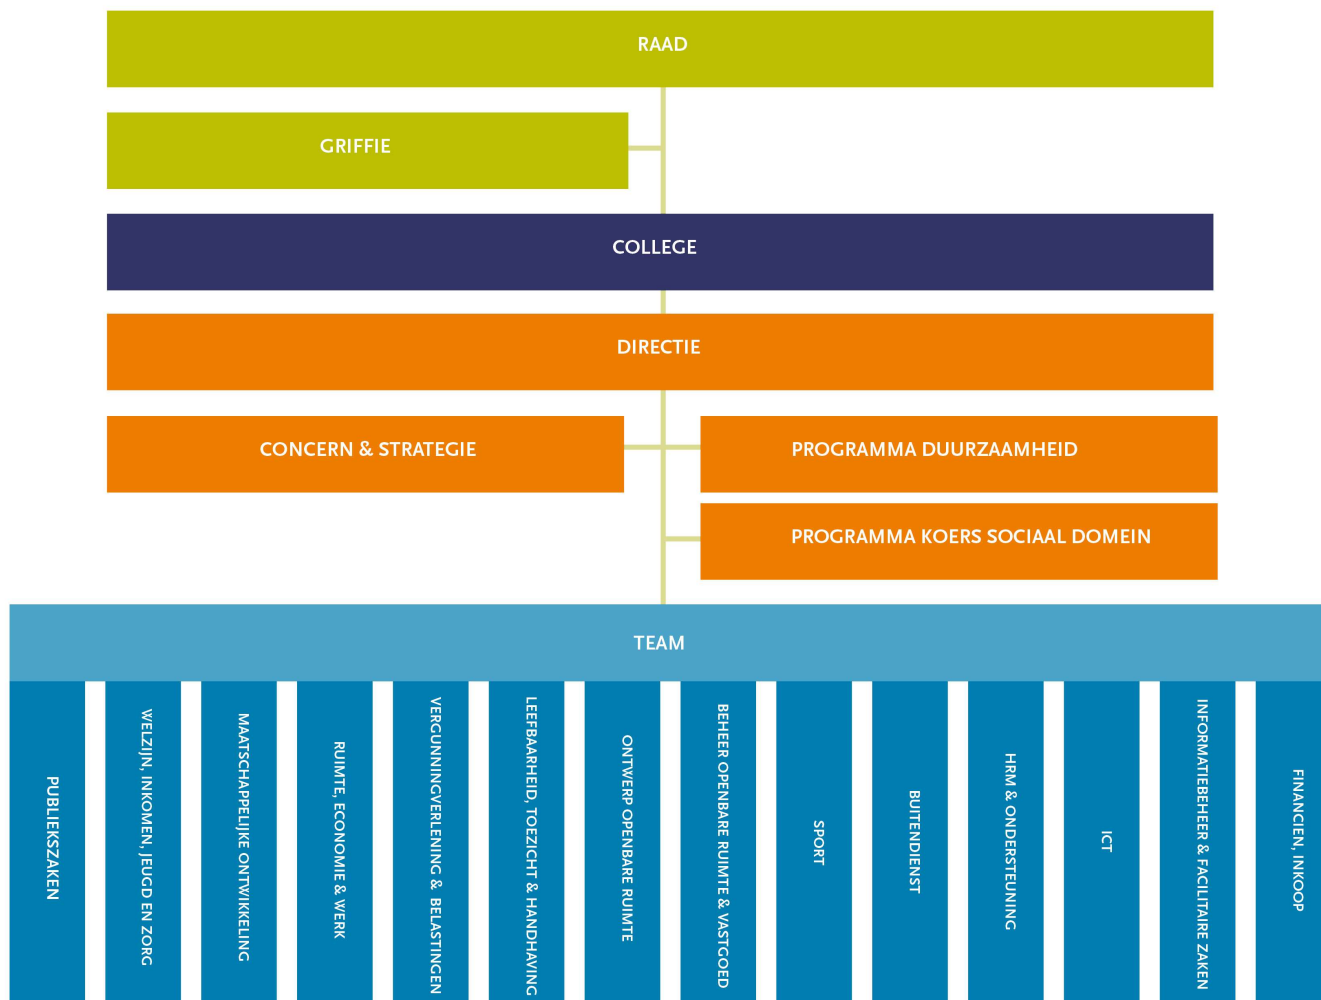 RAAD
GRIFFIE
COLLEGE
DIRECTIE
CONCERN & STRATEGIE
PROGRAMMA DUURZAAMHEID
PROGRAMMA KOERS SOCIAAL DOMEIN
TEAM
PUBLIEKSZAKEN
WELZIJN, INKOMEN, JEUGD EN ZORG
MAATSCHAPPELIJKE ONTWIKKELING
RUIMTE, ECONOMIE & WERK
VERGUNNINGVERLENING & BELASTINGEN
LEEFBAARHEID, TOEZICHT & HANDHAVING
ONTWERP OPENBARE RUIMTE
BEHEER OPENBARE RUIMTE & VASTGOED
SPORT
BUITENDIENST
HRM & ONDERSTEUNING
ICT
INFORMATIEBEHEER & FACILITAIRE ZAKEN
FINANCIEN, INKOOP